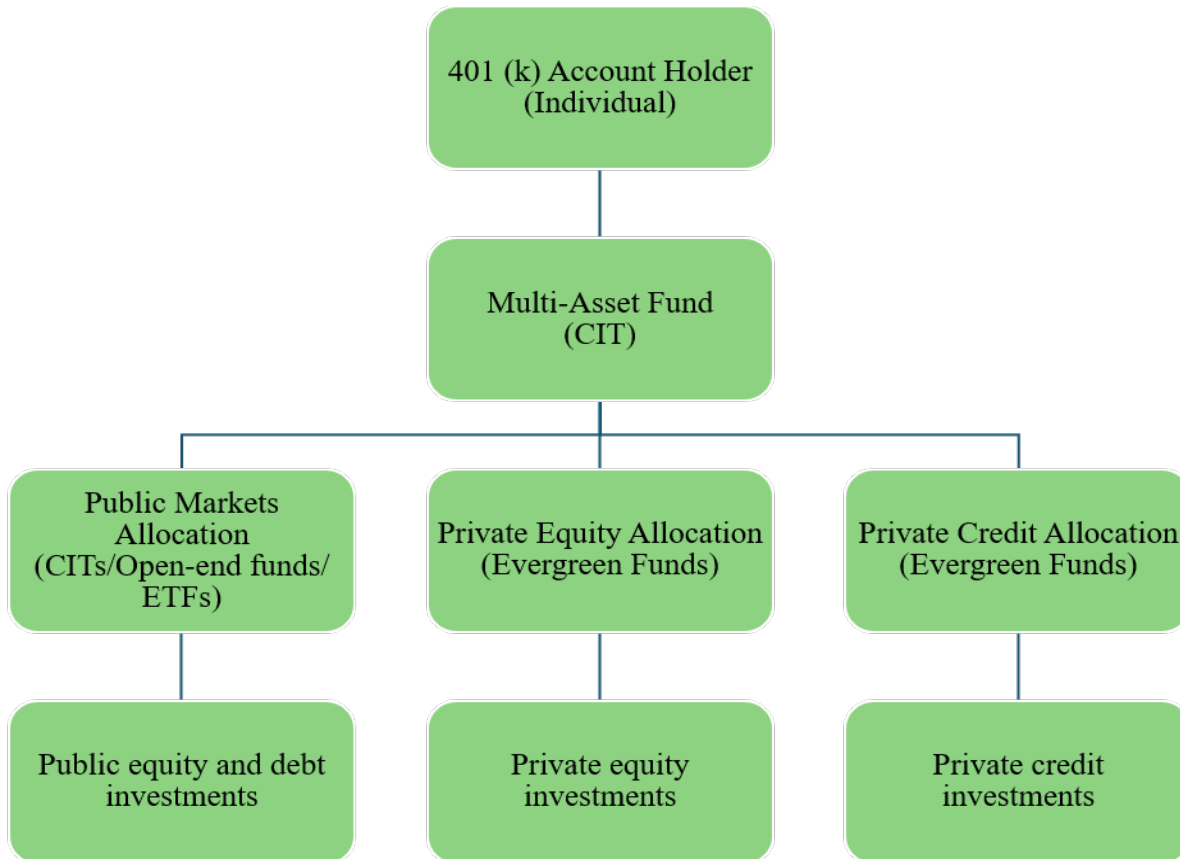 401 (k) Account Holder
(Individual)
Multi-Asset Fund
(CIT)
Public Markets
Allocation
(CITs/Open-end funds/
ETFs)
Private Equity Allocation
(Evergreen Funds)
Private Credit Allocation
(Evergreen Funds)
Public equity and debt
investments
Private equity
investments
Private credit
investments